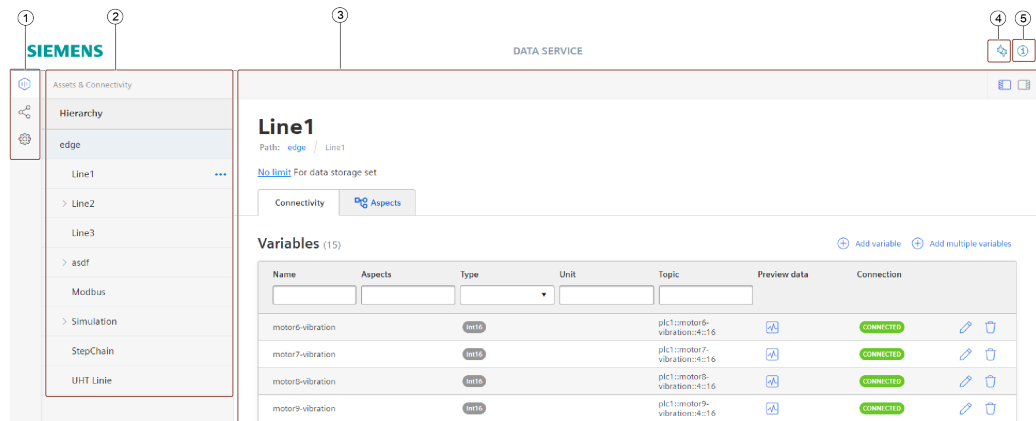 1 2 3 4 5
SIEMENS DATA SERVICE
Assets & Connectivity
Hierarchy
edge
Line1
Line2
Line3
asdf
Modbus
Simulation
StepChain
UHT Linie
Line1
Path: edge / Line1
No limit For data storage set
Connectivity Aspects
Variables (15) Add variable Add multiple variables
Name Aspects Type Unit Topic Preview data Connection
motor6-vibration Int16 plc1::motor6-
vibration::4::16 CONNECTED
motor7-vibration Int16 plc1::motor7-
vibration::4::16 CONNECTED
motor8-vibration Int16 plc1::motor8-
vibration::4::16 CONNECTED
motor9-vibration Int16 plc1::motor9-
vibration::4::16 CONNECTED